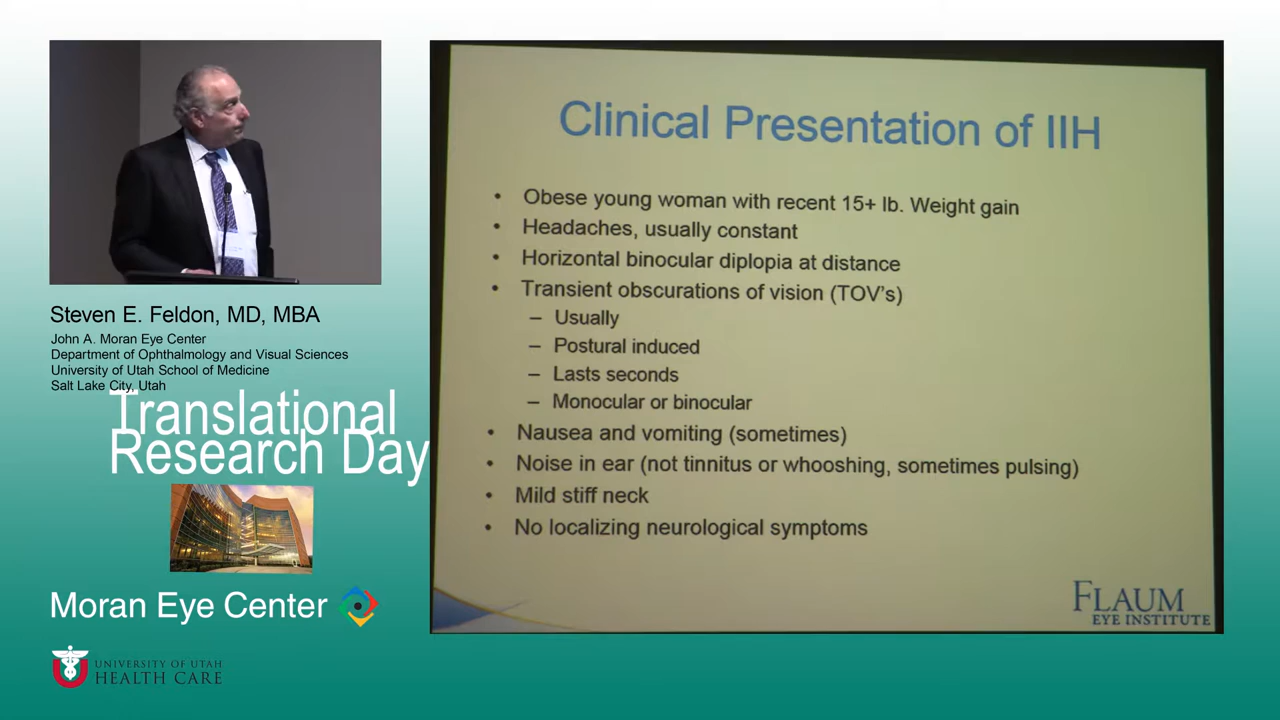 Clinical Presentation of IIH
• Obese young woman with recent 15+ lb. Weight gain
• Headaches, usually constant
• Horizontal binocular diplopia at distance
• Transient obscurations of vision (TOV's)
– Usually
– Postural induced
– Lasts seconds
– Monocular or binocular
• Nausea and vomiting (sometimes)
• Noise in ear (not tinnitus or whooshing, sometimes pulsing)
• Mild stiff neck
• No localizing neurological symptoms
FLAUM
EYE INSTITUTE
Steven E. Feldon, MD, MBA
John A. Moran Eye Center
Department of Ophthalmology and Visual Sciences
University of Utah School of Medicine
Salt Lake City, Utah
Translational
Research Day
Moran Eye Center
U
UNIVERSITY OF UTAH
HEALTH CARE